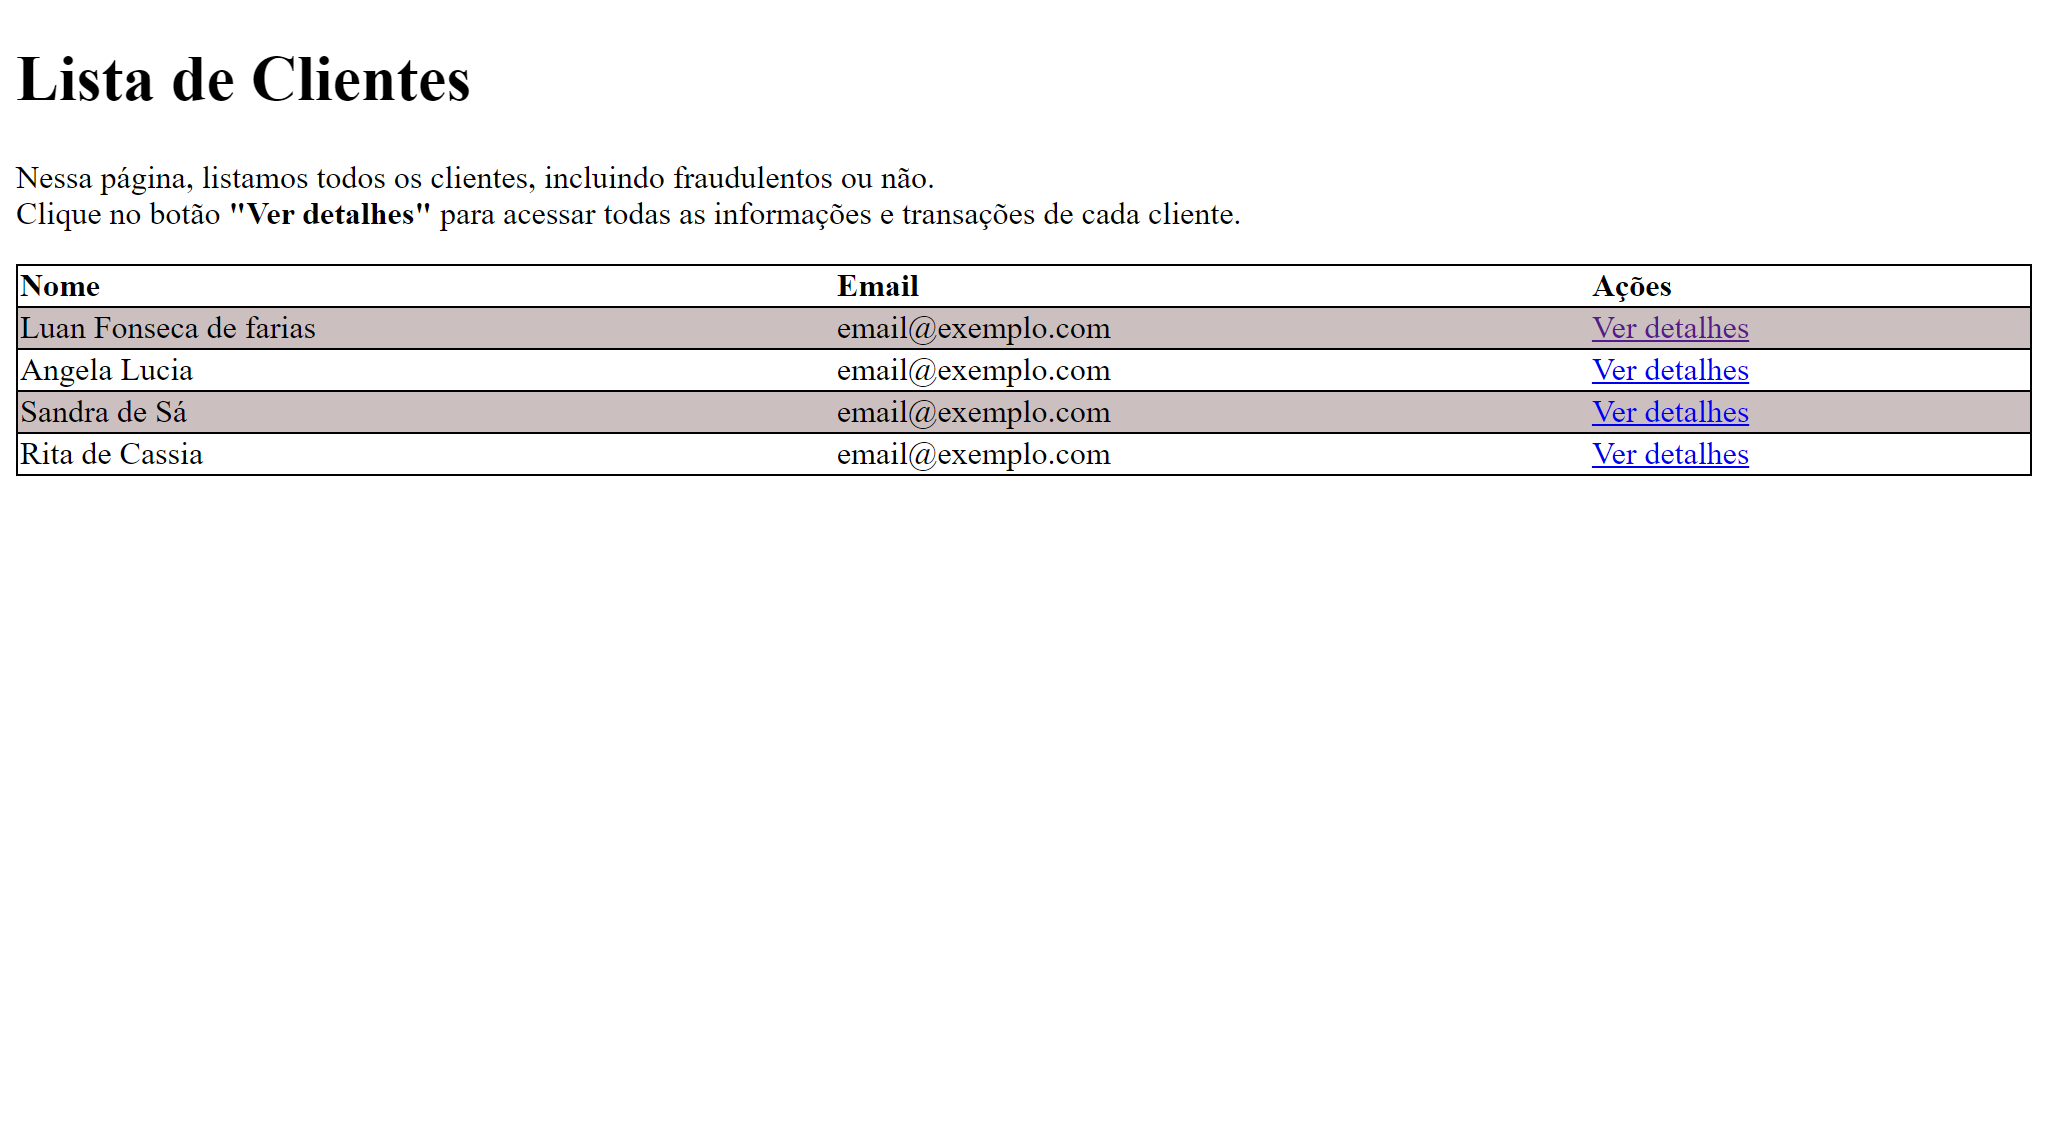 Lista de Clientes
Nessa página, listamos todos os clientes, incluindo fraudulentos ou não.
Clique no botão "Ver detalhes" para acessar todas as informações e transações de cada cliente.
Nome Email Ações
Luan Fonseca de farias email@exemplo.com Ver detalhes
Angela Lucia email@exemplo.com Ver detalhes
Sandra de Sá email@exemplo.com Ver detalhes
Rita de Cassia email@exemplo.com Ver detalhes